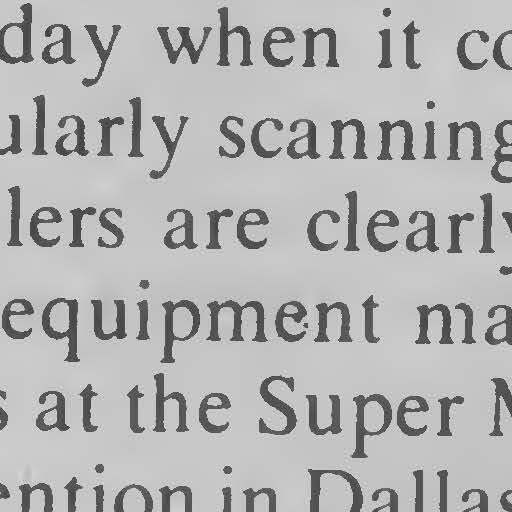 day when it co
ularly scanning
lers are clearly
equipment ma
s at the Super M
ention in Dallas